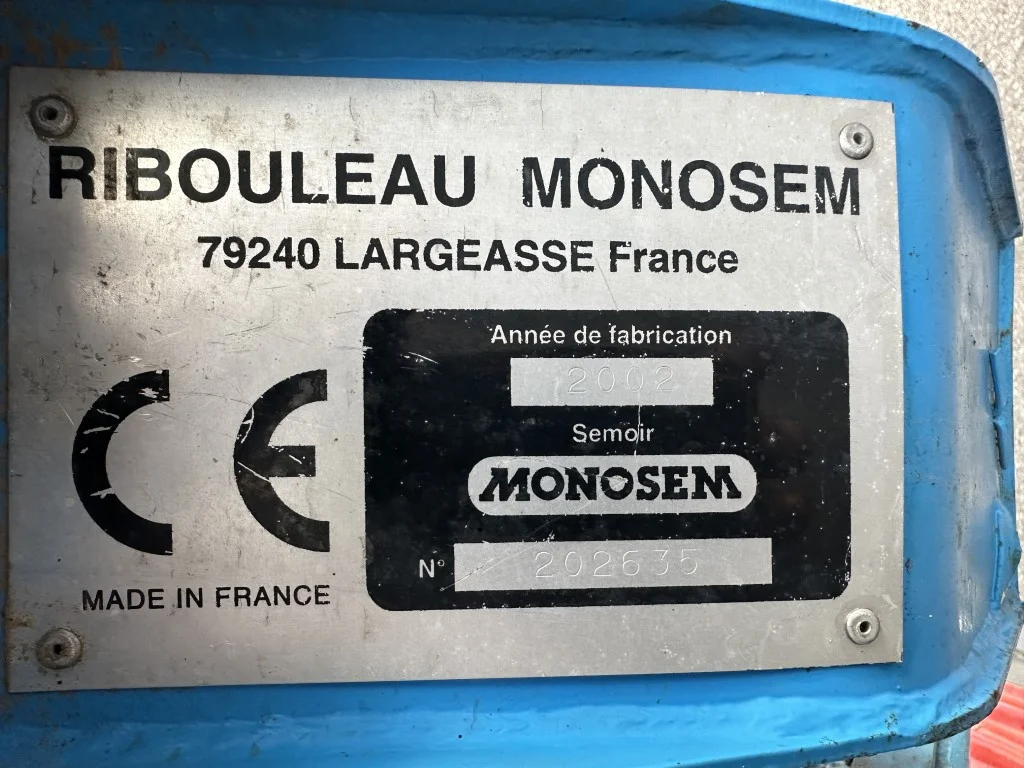 RIBOULEAU MONOSEM
79240 LARGEASSE France
Année de fabrication
2002
Semoir
MONOSEM
N° 202635
CE
MADE IN FRANCE